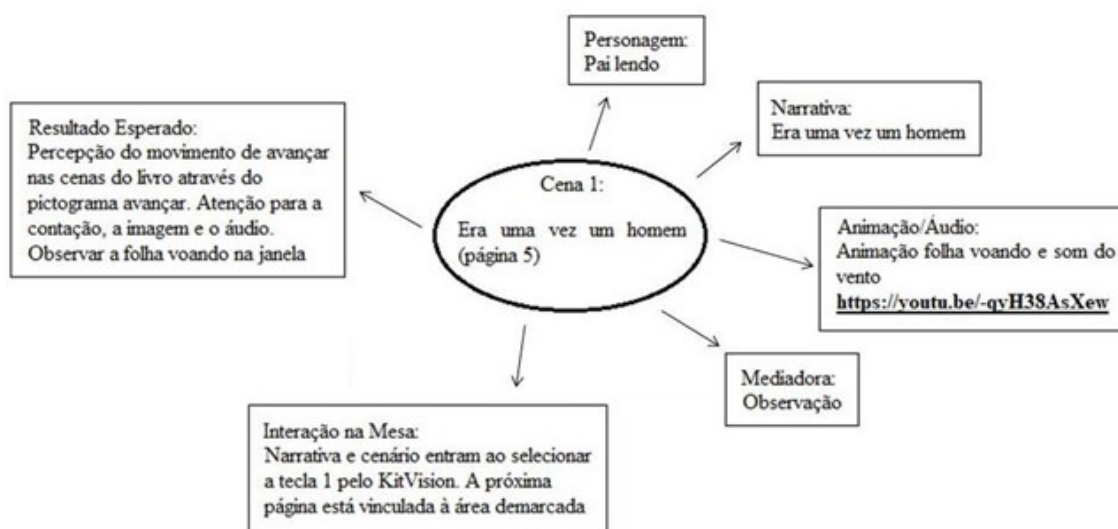 Personagem:
Pai lendo
Narrativa:
Era uma vez um homem
Resultado Esperado:
Percepção do movimento de avançar
nas cenas do livro através do
pictograma avançar. Atenção para a
contação, a imagem e o áudio.
Observar a folha voando na janela
Cena 1:
Era uma vez um homem
(página 5)
Animação/Áudio:
Animação folha voando e som do
vento
https://youtu.be/-qyH38AsXew
Mediadora:
Observação
Interação na Mesa:
Narrativa e cenário entram ao selecionar
a tecla 1 pelo KitVision. A próxima
página está vinculada à área demarcada